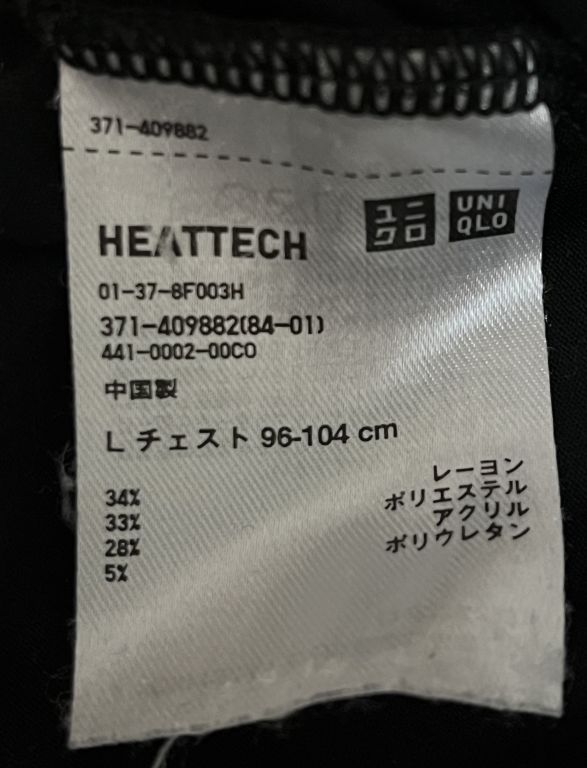 371-409882
ユニ
クロ
UNI
QLO
HEATTECH
01-37-8F003H
371-409882(84-01)
441-0002-00C0
中国製
L チェスト 96-104 cm
34% レーヨン
33% ポリエステル
28% アクリル
5% ポリウレタン